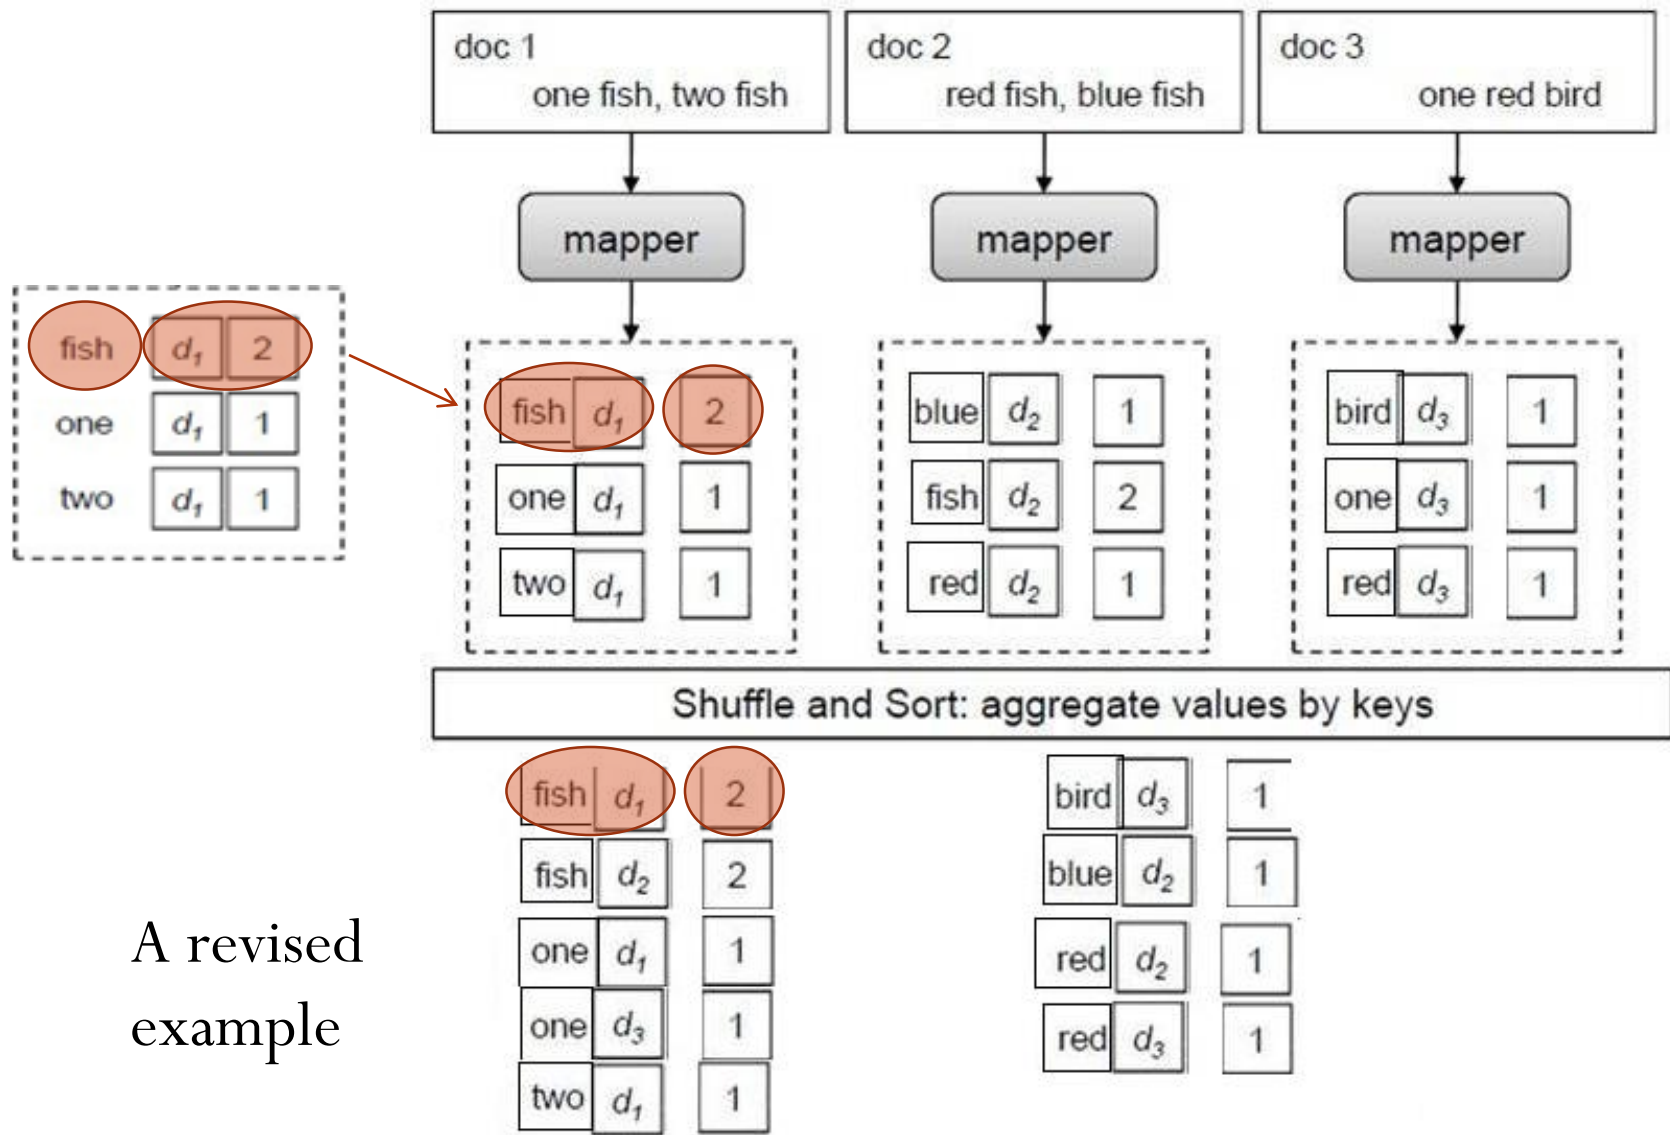 doc 1
one fish, two fish
doc 2
red fish, blue fish
doc 3
one red bird
mapper
mapper
mapper
fish d₁ 2
one d₁ 1
two d₁ 1
fish d₁ 2
one d₁ 1
two d₁ 1
blue d₂ 1
fish d₂ 2
red d₂ 1
bird d₃ 1
one d₃ 1
red d₃ 1
Shuffle and Sort: aggregate values by keys
fish d₁ 2
fish d₂ 2
one d₁ 1
one d₃ 1
two d₁ 1
bird d₃ 1
blue d₂ 1
red d₂ 1
red d₃ 1
A revised
example